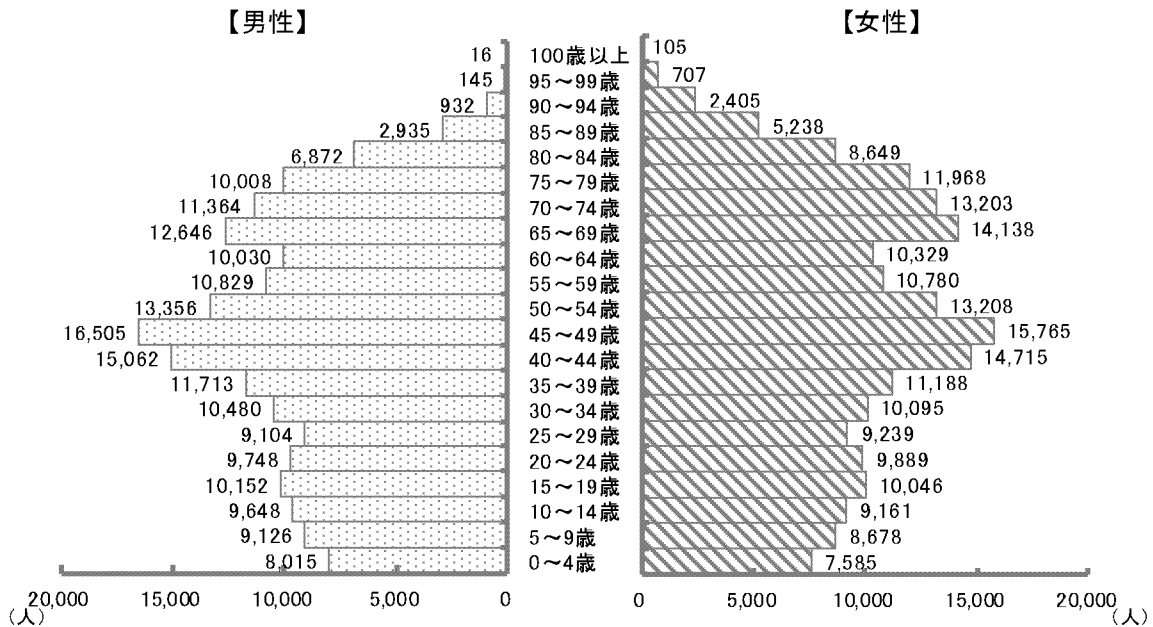 【男性】 【女性】
16 100歳以上 105
145 95～99歳 707
932 90～94歳 2,405
2,935 85～89歳 5,238
6,872 80～84歳 8,649
10,008 75～79歳 11,968
11,364 70～74歳 13,203
12,646 65～69歳 14,138
10,030 60～64歳 10,329
10,829 55～59歳 10,780
13,356 50～54歳 13,208
16,505 45～49歳 15,765
15,062 40～44歳 14,715
11,713 35～39歳 11,188
10,480 30～34歳 10,095
9,104 25～29歳 9,239
9,748 20～24歳 9,889
10,152 15～19歳 10,046
9,648 10～14歳 9,161
9,126 5～9歳 8,678
8,015 0～4歳 7,585
20,000 15,000 10,000 5,000 0 0 5,000 10,000 15,000 20,000
（人） （人）